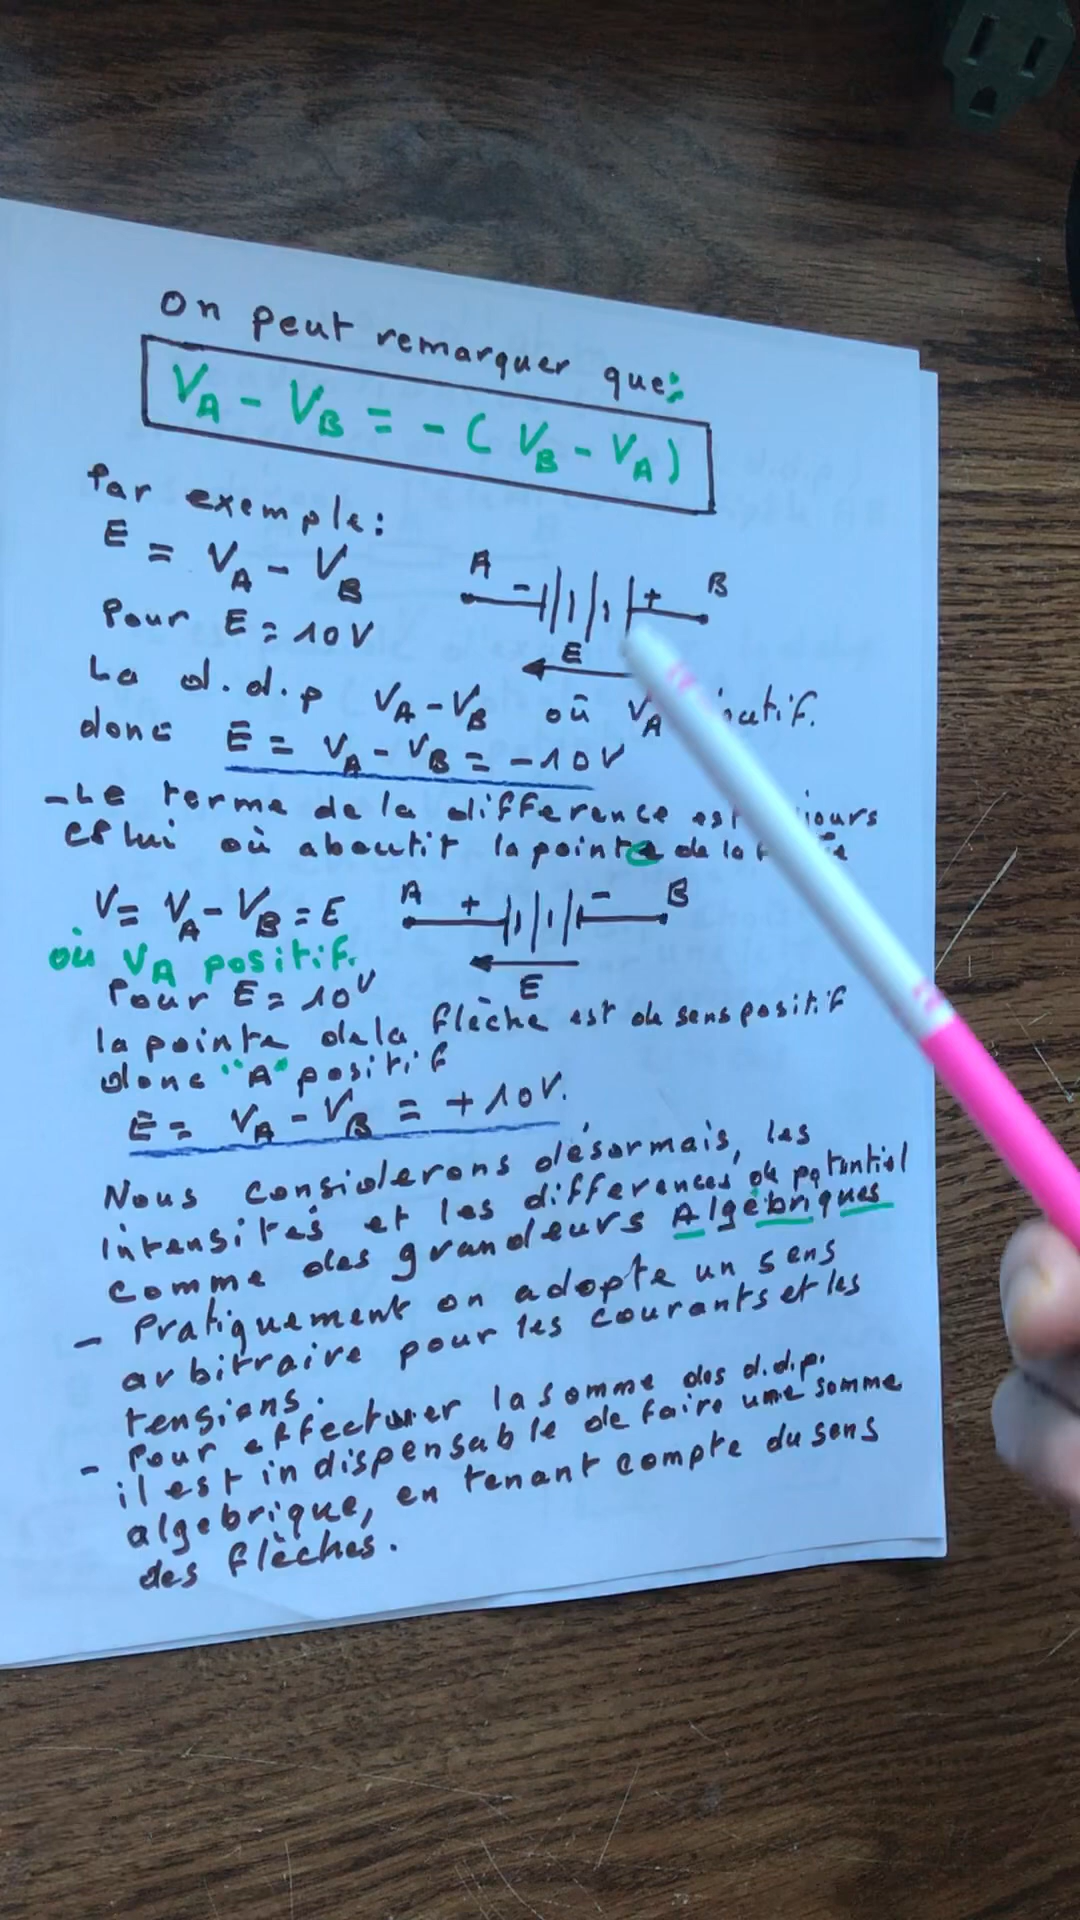 On peut remarquer que:
VA - VB = - ( VB - VA )
Par exemple:
E = VA - VB
A - + B
Pour E = 10V
E
La d.d.p VA - VB où VA
donc E = VA - VB = -10V
- Le terme de la différence est
celui où aboutit la pointe de la
V = VA - VB = E
A + - B
où VA positif.
E
Pour E = 10V
la pointe de la flèche est de sens positif
donc "A" positif
E = VA - VB = +10V.
Nous considerons désormais, les
intensités et les différences de potentiel
comme des grandeurs Algébriques
- Pratiquement on adopte un sens
arbitraire pour les courants et les
tensions.
- Pour effectuer la somme des d.d.p.
il est indispensable de faire une somme
algebrique, en tenant compte du sens
des flèches.